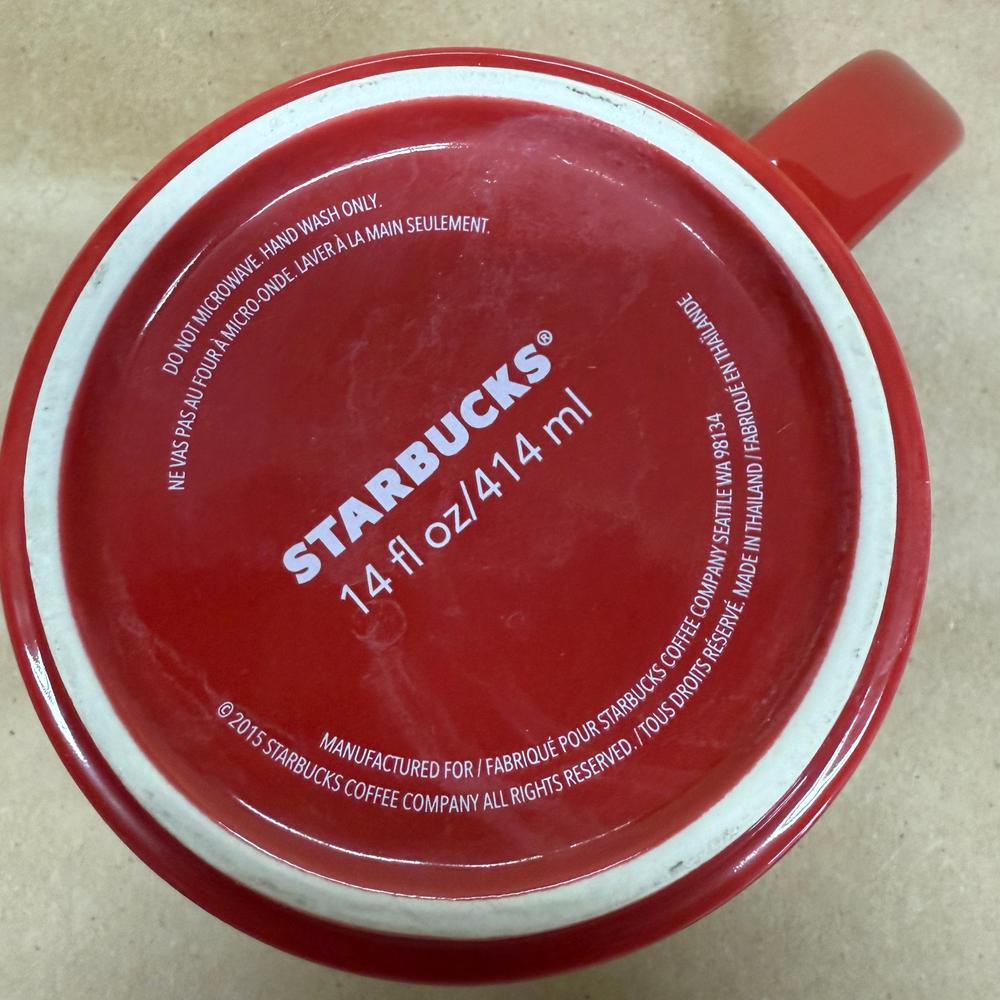 DO NOT MICROWAVE. HAND WASH ONLY.
NE VAS PAS AU FOUR À MICRO-ONDE. LAVER À LA MAIN SEULEMENT.
STARBUCKS®
14 fl oz/414 ml
MANUFACTURED FOR / FABRIQUÉ POUR STARBUCKS COFFEE COMPANY SEATTLE WA 98134
© 2015 STARBUCKS COFFEE COMPANY ALL RIGHTS RESERVED. / TOUS DROITS RÉSERVÉ. MADE IN THAILAND / FABRIQUÉ EN THAÏLANDE